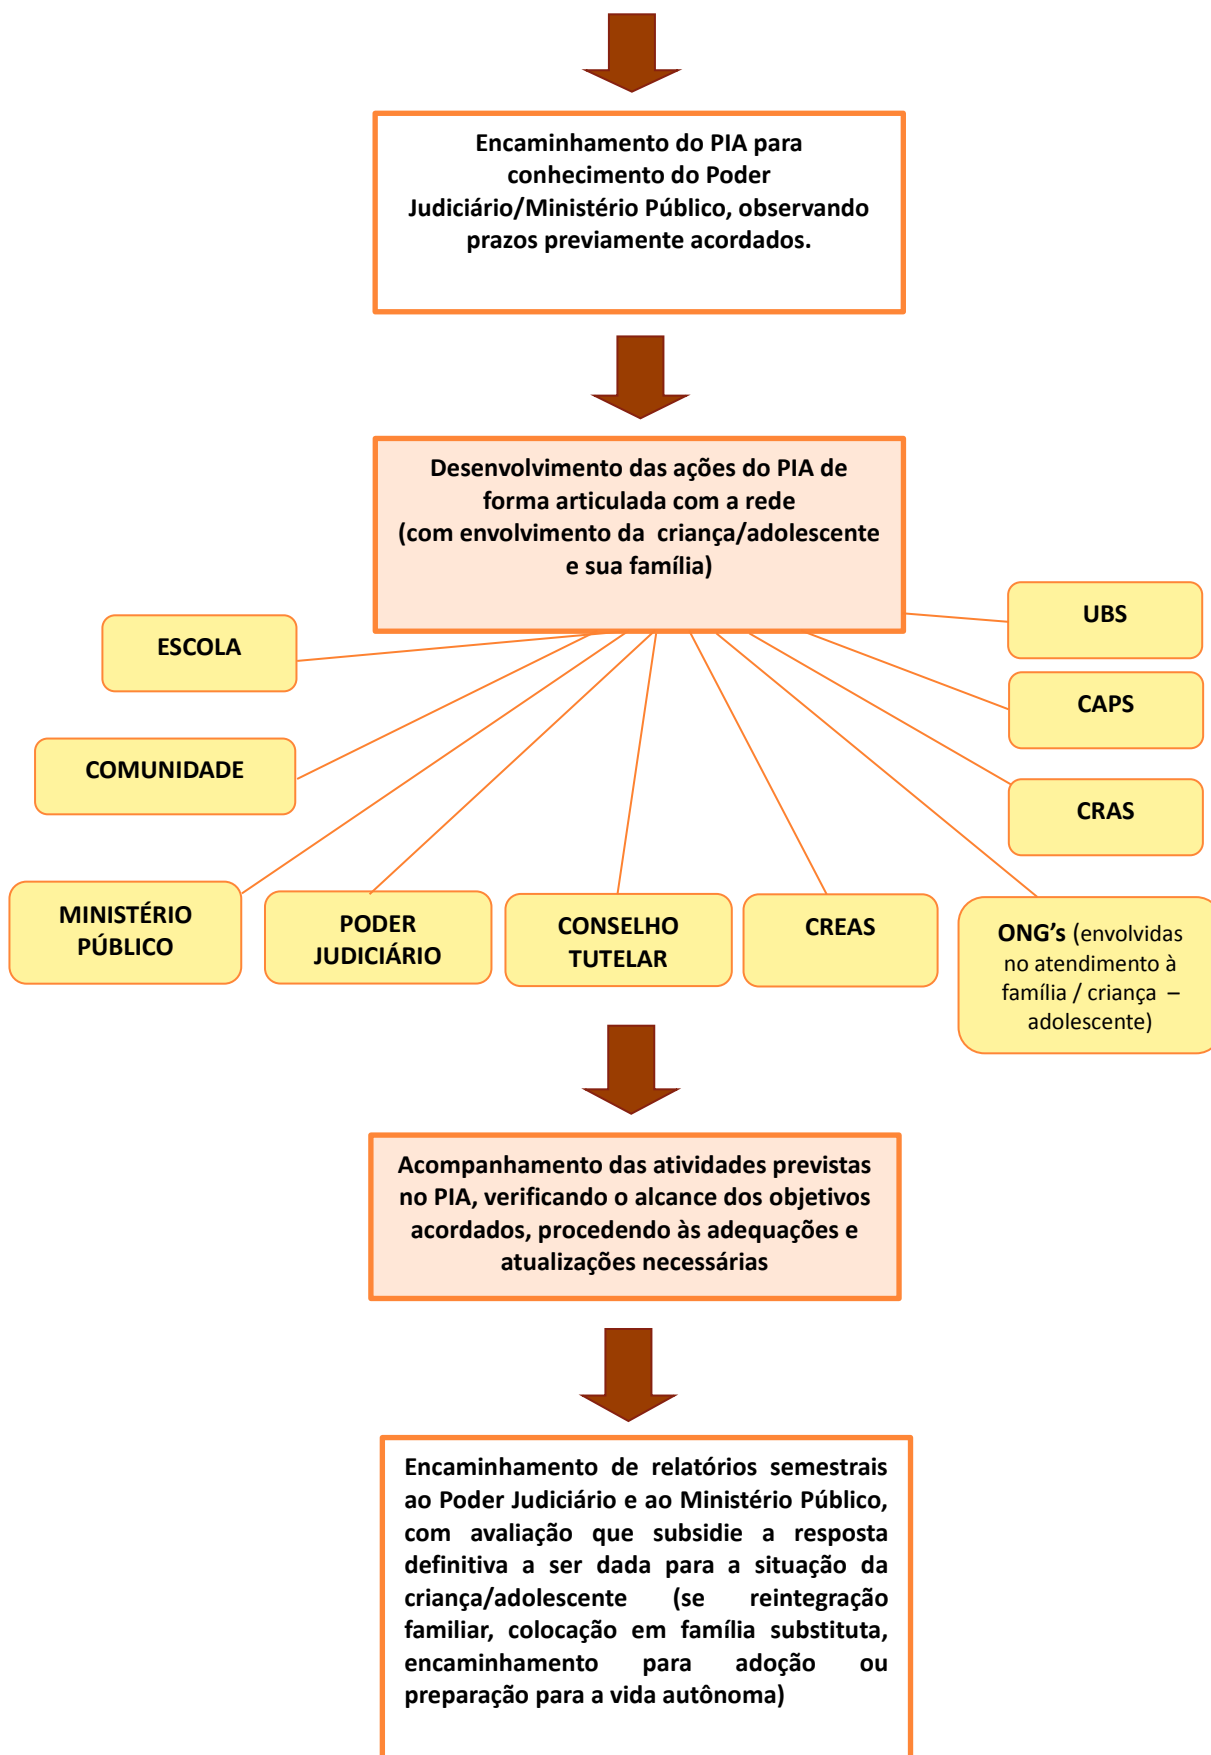 Encaminhamento do PIA para
conhecimento do Poder
Judiciário/Ministério Público, observando
prazos previamente acordados.
Desenvolvimento das ações do PIA de
forma articulada com a rede
(com envolvimento da criança/adolescente
e sua família)
ESCOLA
UBS
COMUNIDADE
CAPS
CRAS
MINISTÉRIO
PÚBLICO
PODER
JUDICIÁRIO
CONSELHO
TUTELAR
CREAS
ONG’s (envolvidas
no atendimento à
família / criança –
adolescente)
Acompanhamento das atividades previstas
no PIA, verificando o alcance dos objetivos
acordados, procedendo às adequações e
atualizações necessárias
Encaminhamento de relatórios semestrais
ao Poder Judiciário e ao Ministério Público,
com avaliação que subsidie a resposta
definitiva a ser dada para a situação da
criança/adolescente (se reintegração
familiar, colocação em família substituta,
encaminhamento para adoção ou
preparação para a vida autônoma)